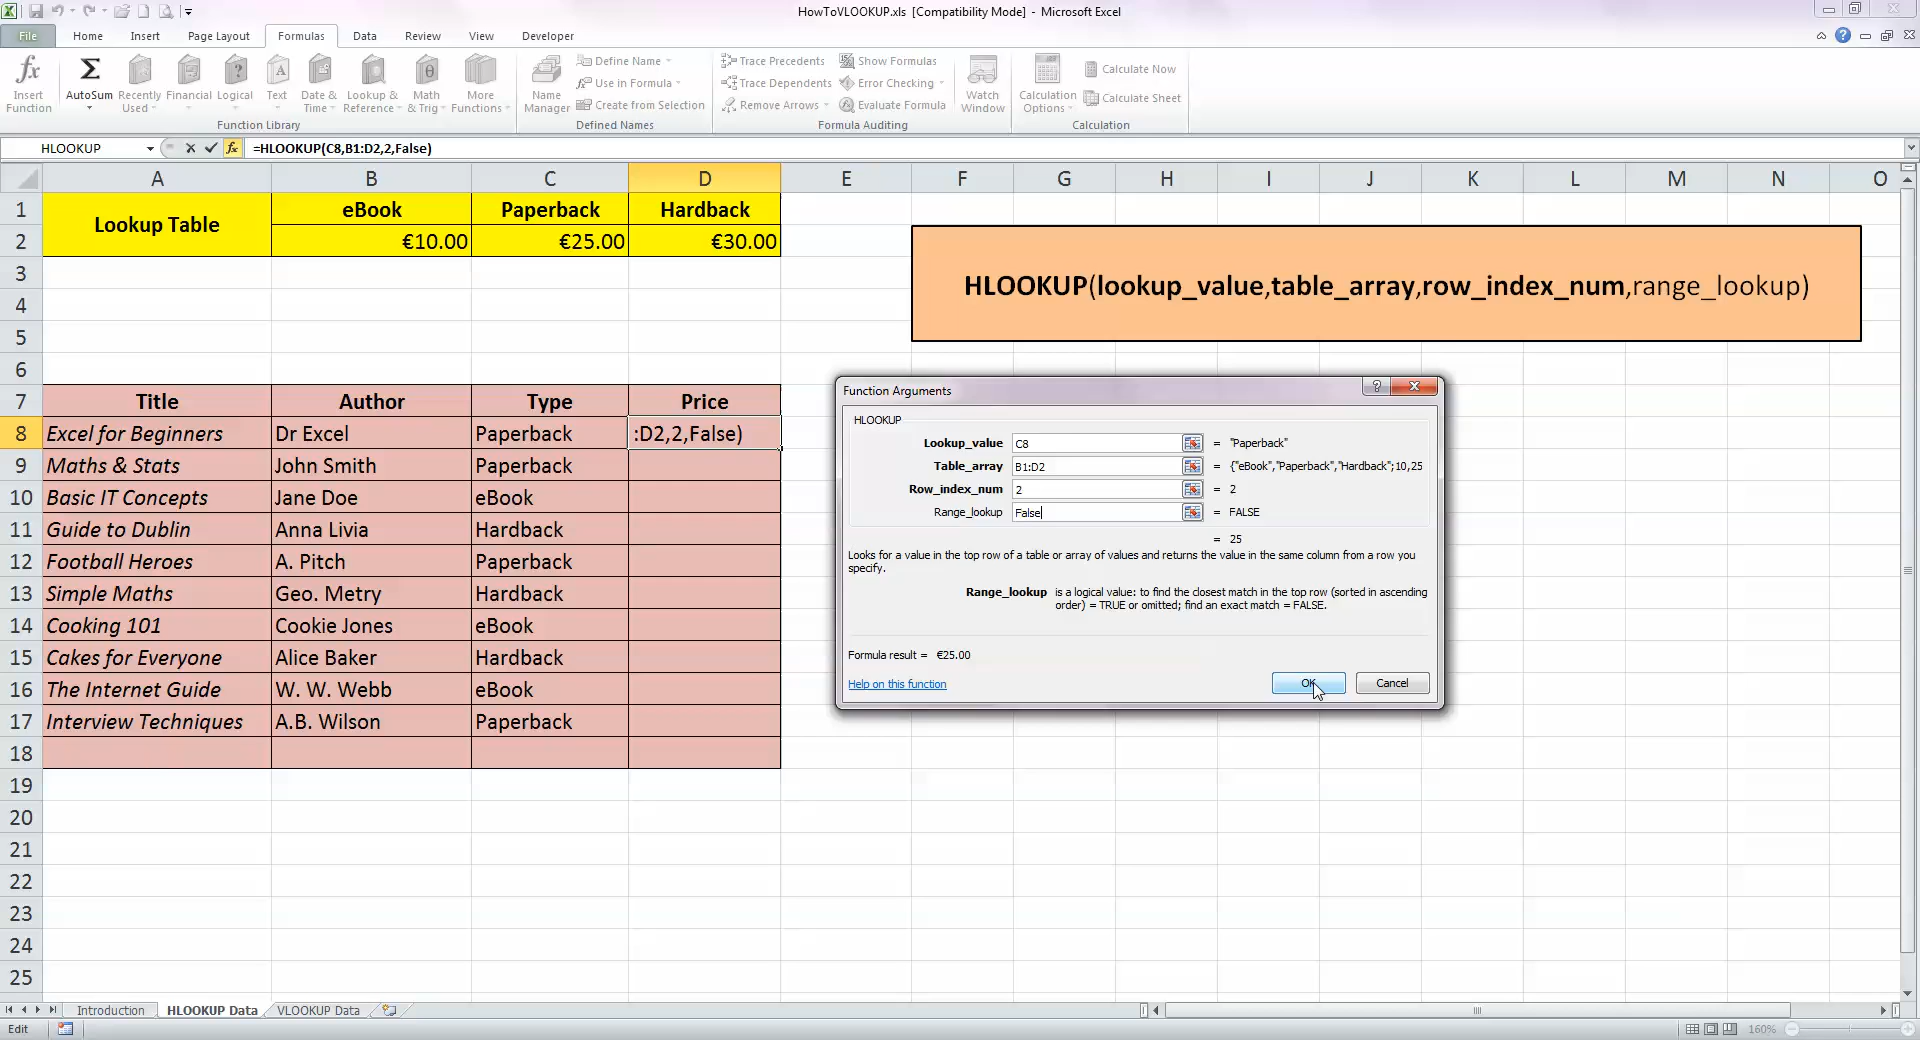 HowToVLOOKUP.xls [Compatibility Mode] - Microsoft Excel
File Home Insert Page Layout Formulas Data Review View Developer
Insert Function
AutoSum
Recently Used
Financial
Logical
Text
Date & Time
Lookup & Reference
Math & Trig
More Functions
Function Library
Name Manager
Define Name
Use in Formula
Create from Selection
Defined Names
Trace Precedents
Trace Dependents
Remove Arrows
Show Formulas
Error Checking
Evaluate Formula
Formula Auditing
Watch Window
Calculation Options
Calculate Now
Calculate Sheet
Calculation
HLOOKUP =HLOOKUP(C8,B1:D2,2,False)
A B C D E F G H I J K L M N O
1 Lookup Table eBook Paperback Hardback
2 €10.00 €25.00 €30.00
3
4
5
6
HLOOKUP(lookup_value,table_array,row_index_num,range_lookup)
7 Title Author Type Price
8 Excel for Beginners Dr Excel Paperback :D2,2,False)
9 Maths & Stats John Smith Paperback
10 Basic IT Concepts Jane Doe eBook
11 Guide to Dublin Anna Livia Hardback
12 Football Heroes A. Pitch Paperback
13 Simple Maths Geo. Metry Hardback
14 Cooking 101 Cookie Jones eBook
15 Cakes for Everyone Alice Baker Hardback
16 The Internet Guide W. W. Webb eBook
17 Interview Techniques A.B. Wilson Paperback
18
19
20
21
22
23
24
25
Function Arguments
HLOOKUP
Lookup_value C8 = "Paperback"
Table_array B1:D2 = {"eBook","Paperback","Hardback";10,25
Row_index_num 2 = 2
Range_lookup False = FALSE
= 25
Looks for a value in the top row of a table or array of values and returns the value in the same column from a row you
specify.
Range_lookup is a logical value: to find the closest match in the top row (sorted in ascending
order) = TRUE or omitted; find an exact match = FALSE.
Formula result = €25.00
Help on this function
OK Cancel
Introduction HLOOKUP Data VLOOKUP Data
Edit 160%